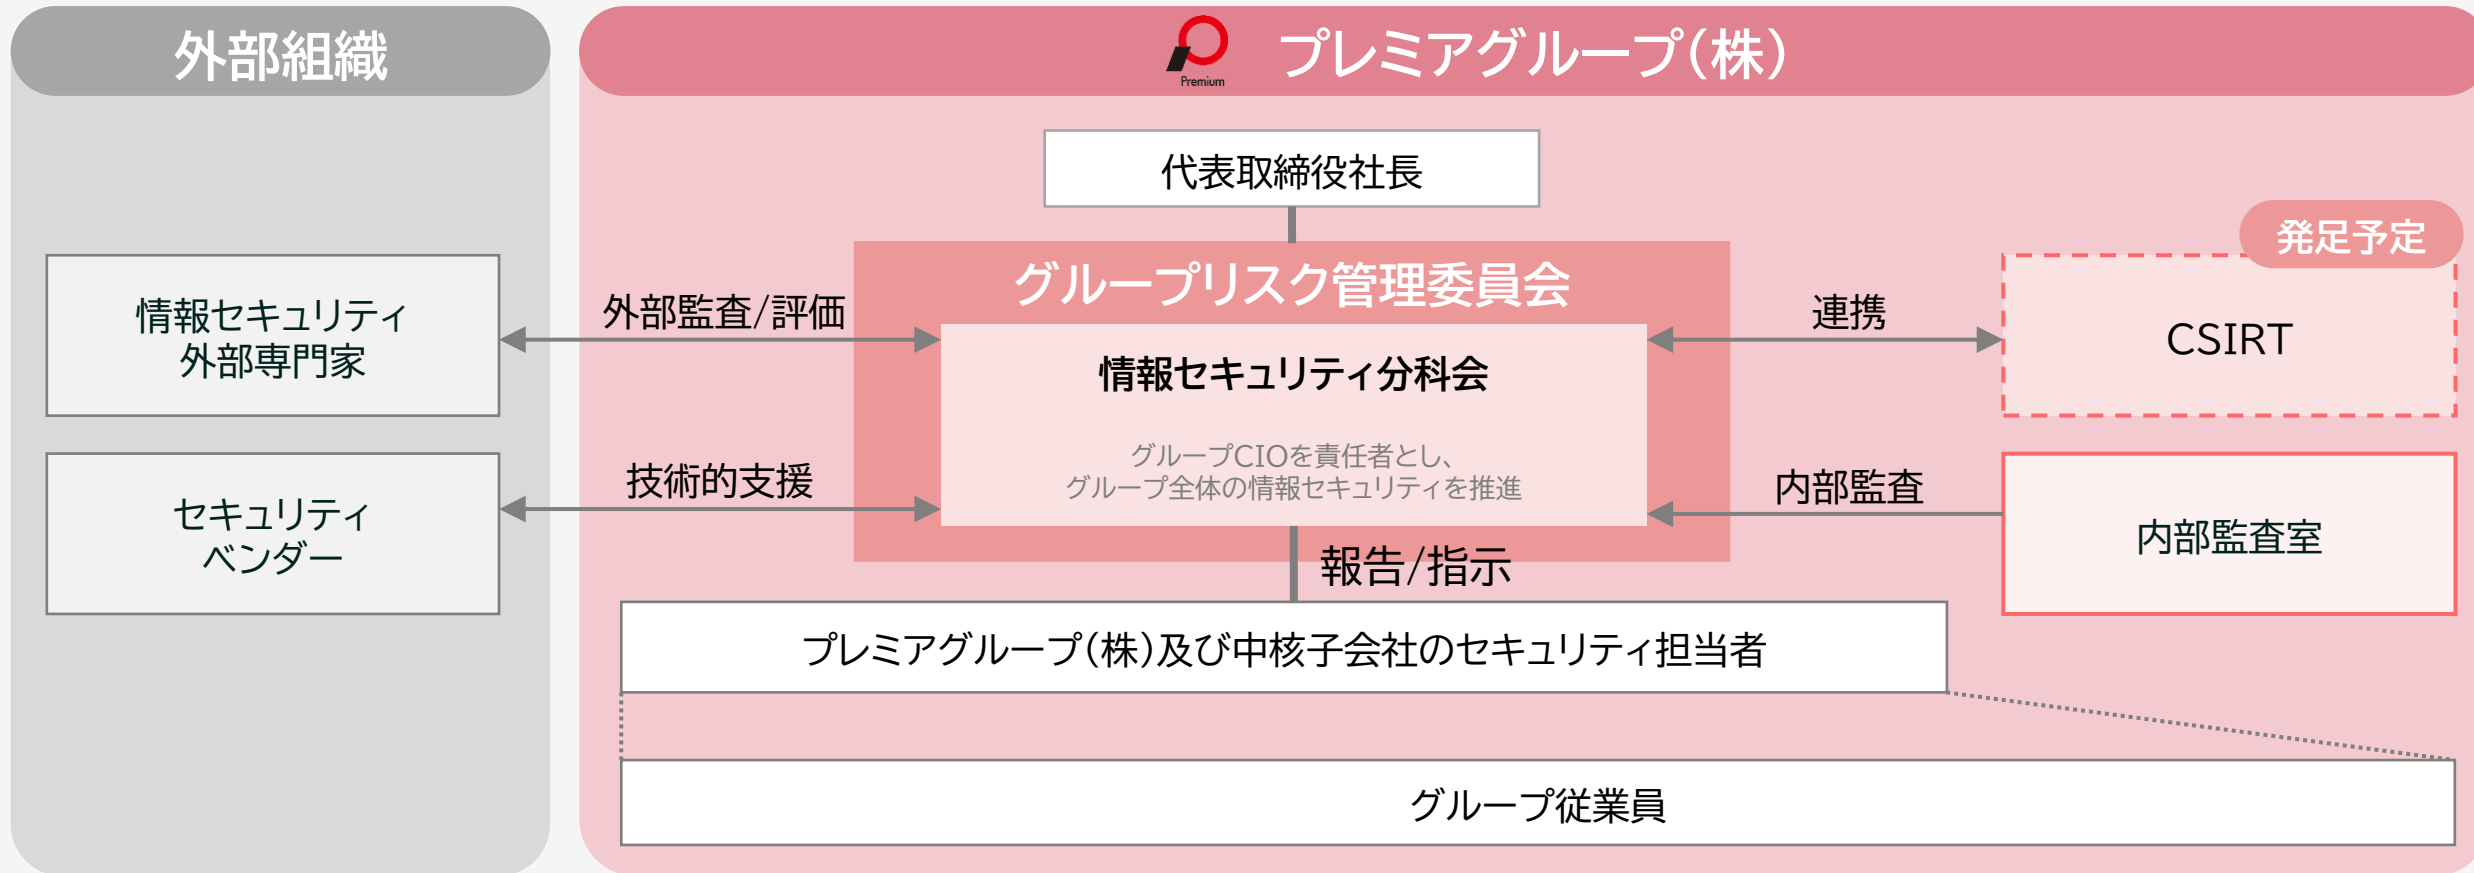 外部組織
Premium
プレミアグループ(株)
代表取締役社長
発足予定
グループリスク管理委員会
情報セキュリティ
外部専門家
外部監査/評価
連携
CSIRT
情報セキュリティ分科会
グループCIOを責任者とし、
グループ全体の情報セキュリティを推進
技術的支援
内部監査
セキュリティ
ベンダー
内部監査室
報告/指示
プレミアグループ(株)及び中核子会社のセキュリティ担当者
グループ従業員